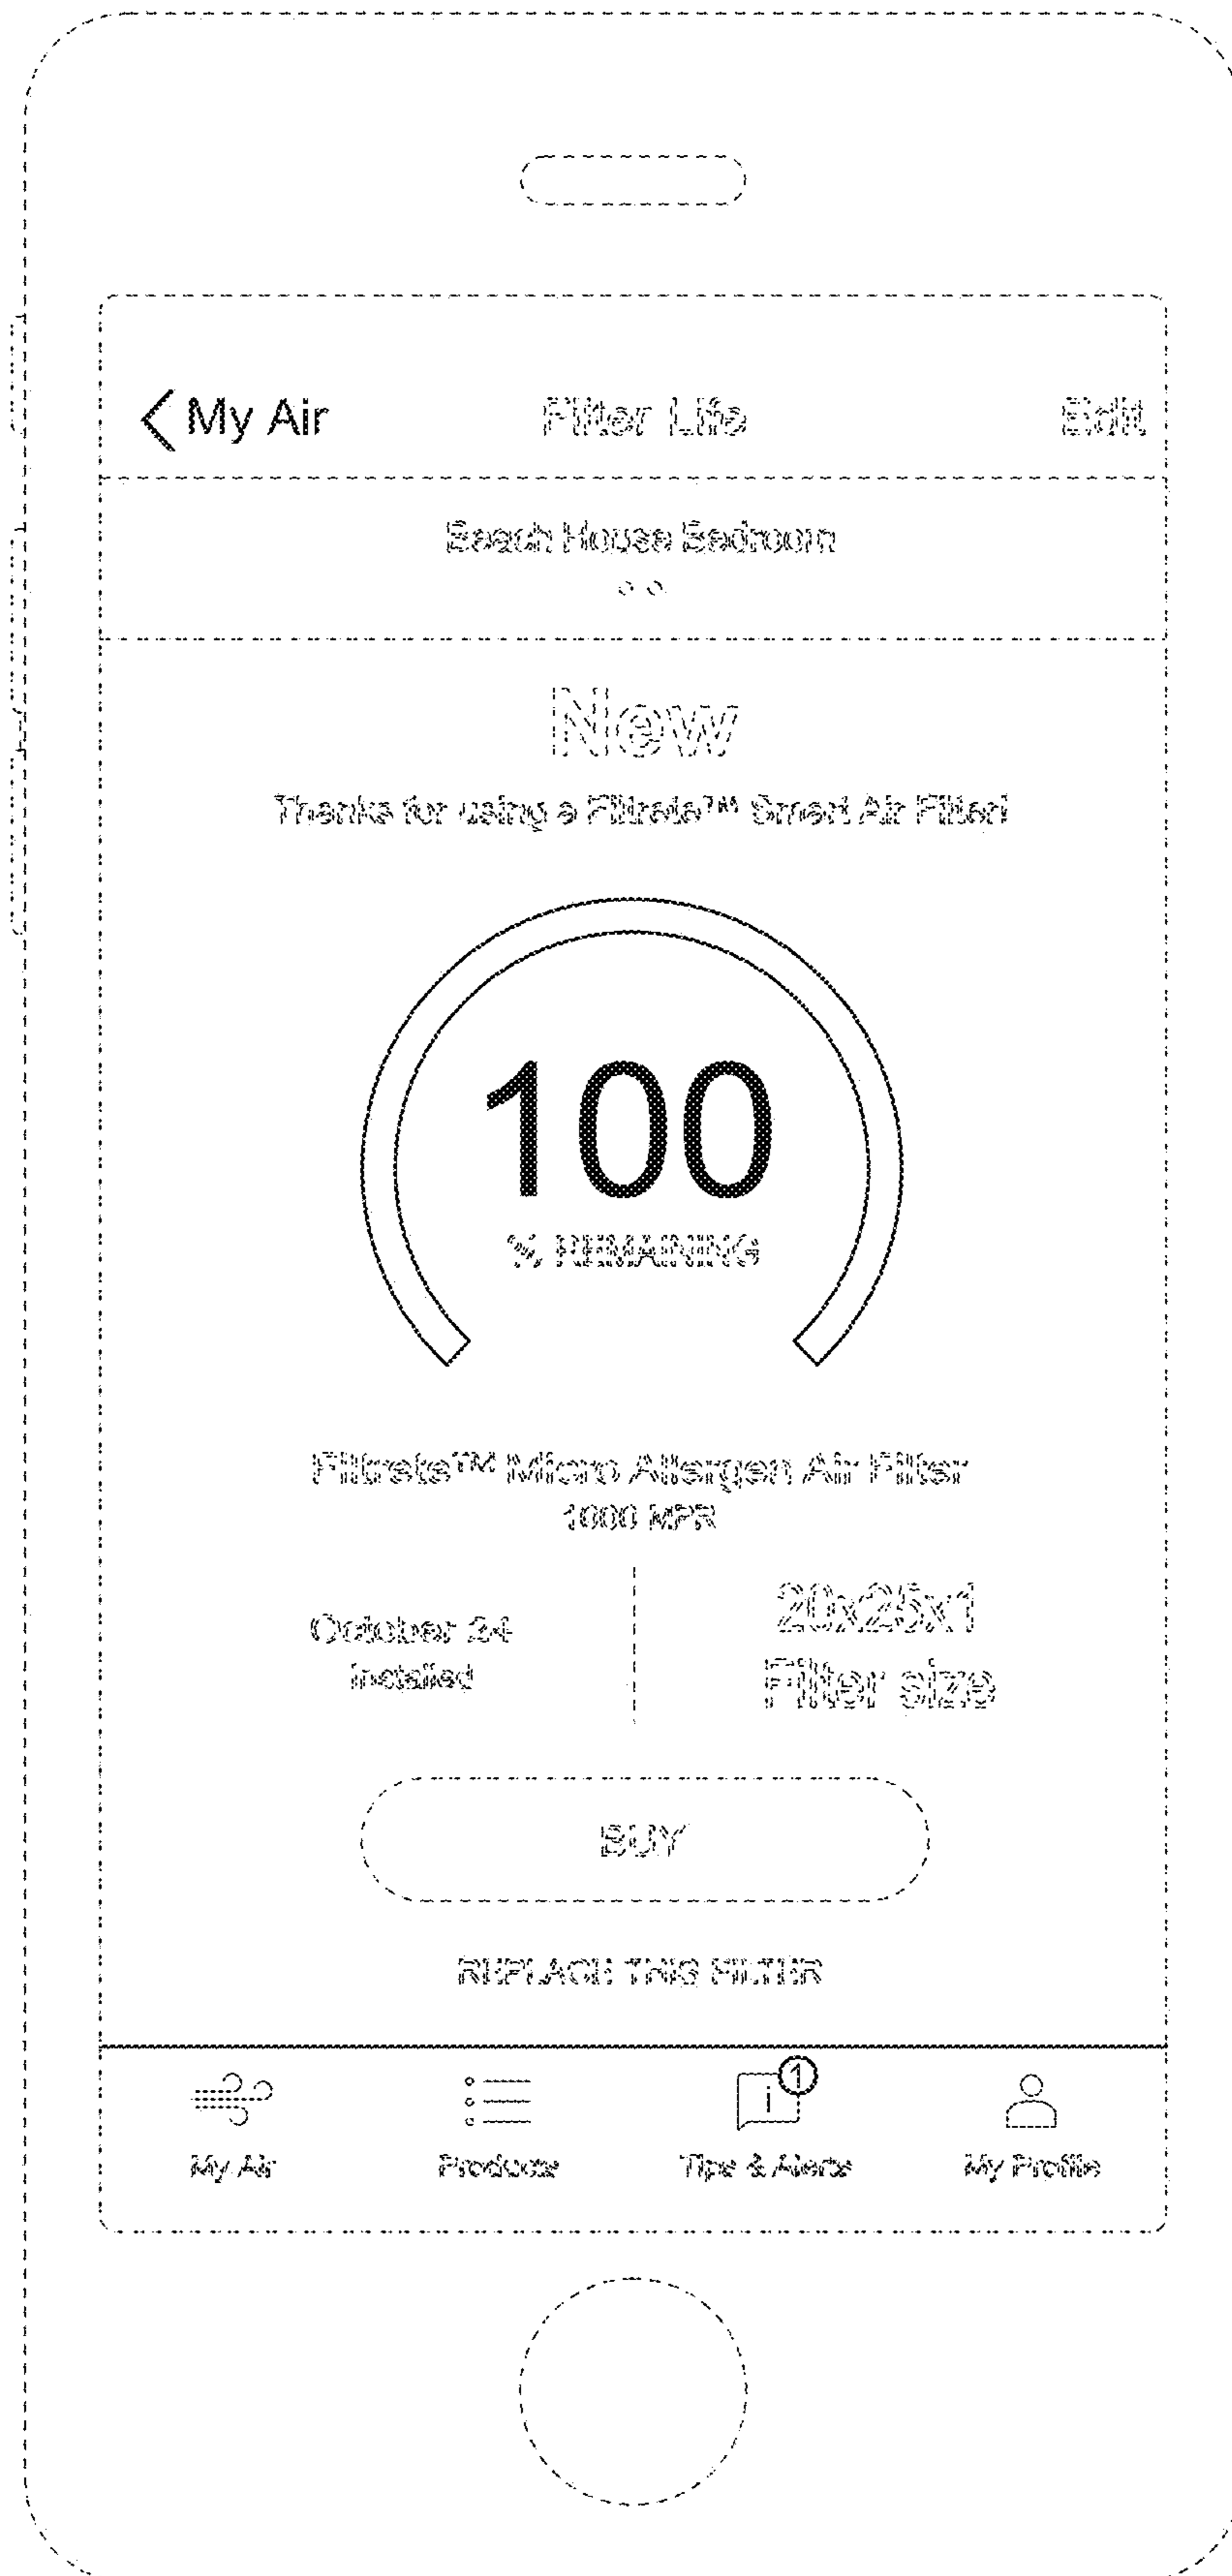 My Air Filter Life Edit
Beach House Bedroom
New
Thanks for using a Filtrete™ Smart Air Filter!
100
% REMAINING
Filtrete™ Micro Allergen Air Filter
1000 MPR
October 24
installed
20x25x1
Filter size
BUY
REPLACE THIS FILTER
i 1
My Air Products Tips & Alerts My Profile